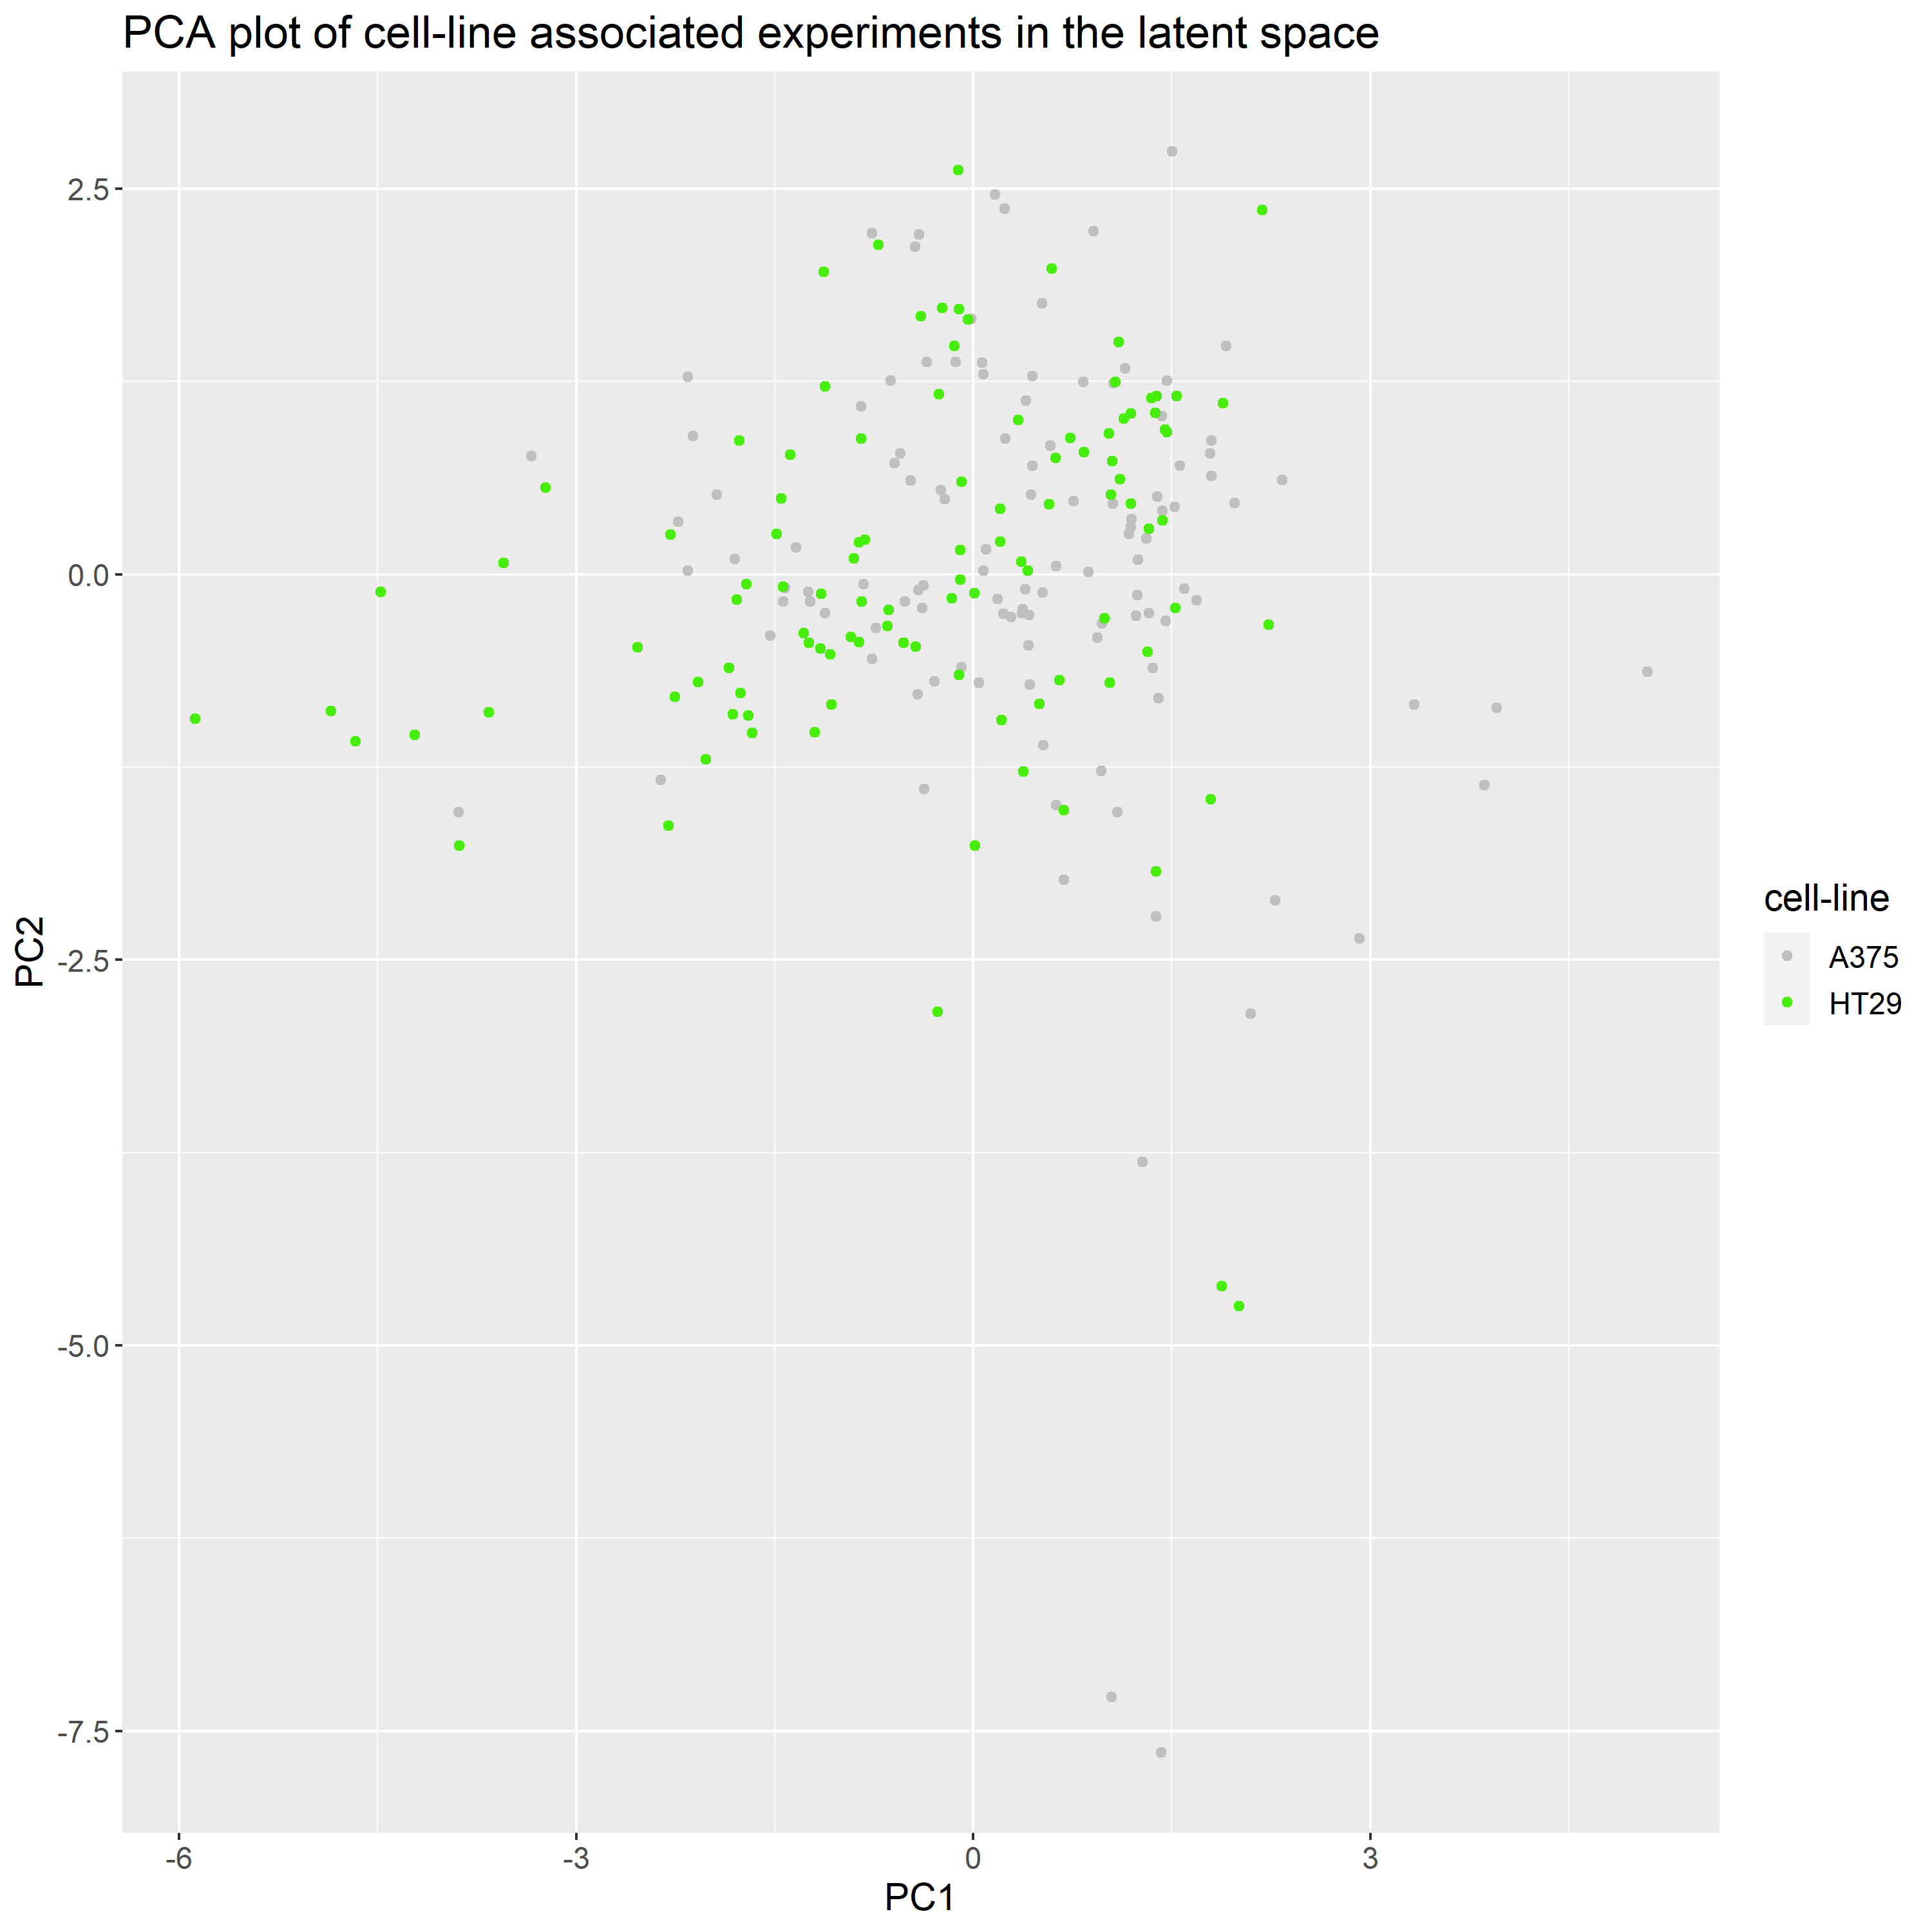 PCA plot of cell-line associated experiments in the latent space
2.5
0.0
-2.5
-5.0
-7.5
PC2
-6
-3
0
3
PC1
cell-line
A375
HT29